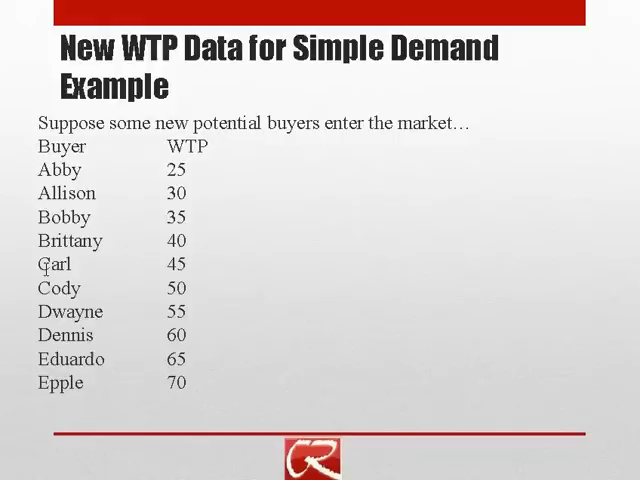 New WTP Data for Simple Demand
Example
Suppose some new potential buyers enter the market…
Buyer WTP
Abby 25
Allison 30
Bobby 35
Brittany 40
Carl 45
Cody 50
Dwayne 55
Dennis 60
Eduardo 65
Epple 70
CR